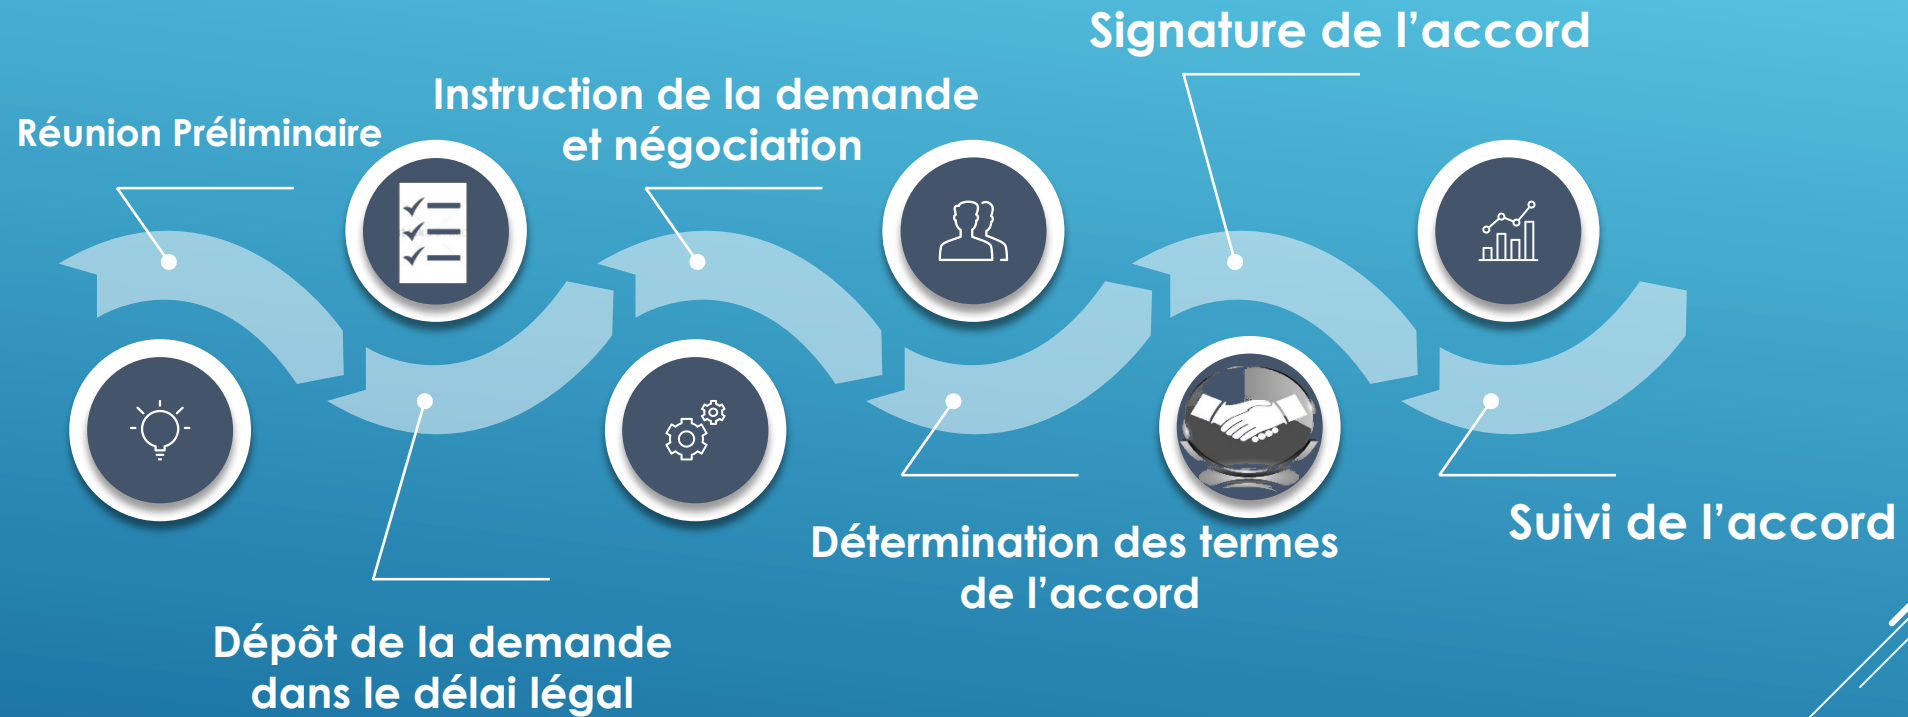 Réunion Préliminaire
Dépôt de la demande
dans le délai légal
Instruction de la demande
et négociation
Détermination des termes
de l’accord
Signature de l’accord
Suivi de l’accord